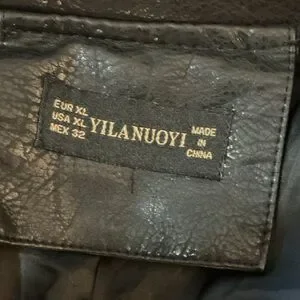 EUR XL
USA XL
MEX 32
YILANUOYI
MADE
IN
CHINA